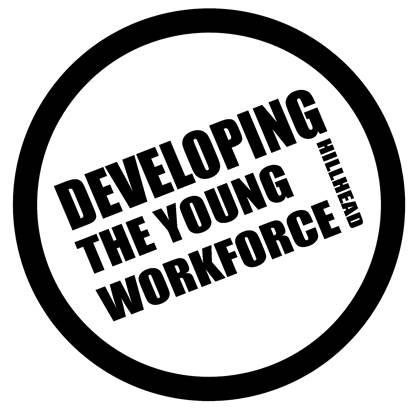 DEVELOPING
THE YOUNG
WORKFORCE
HILLHEAD